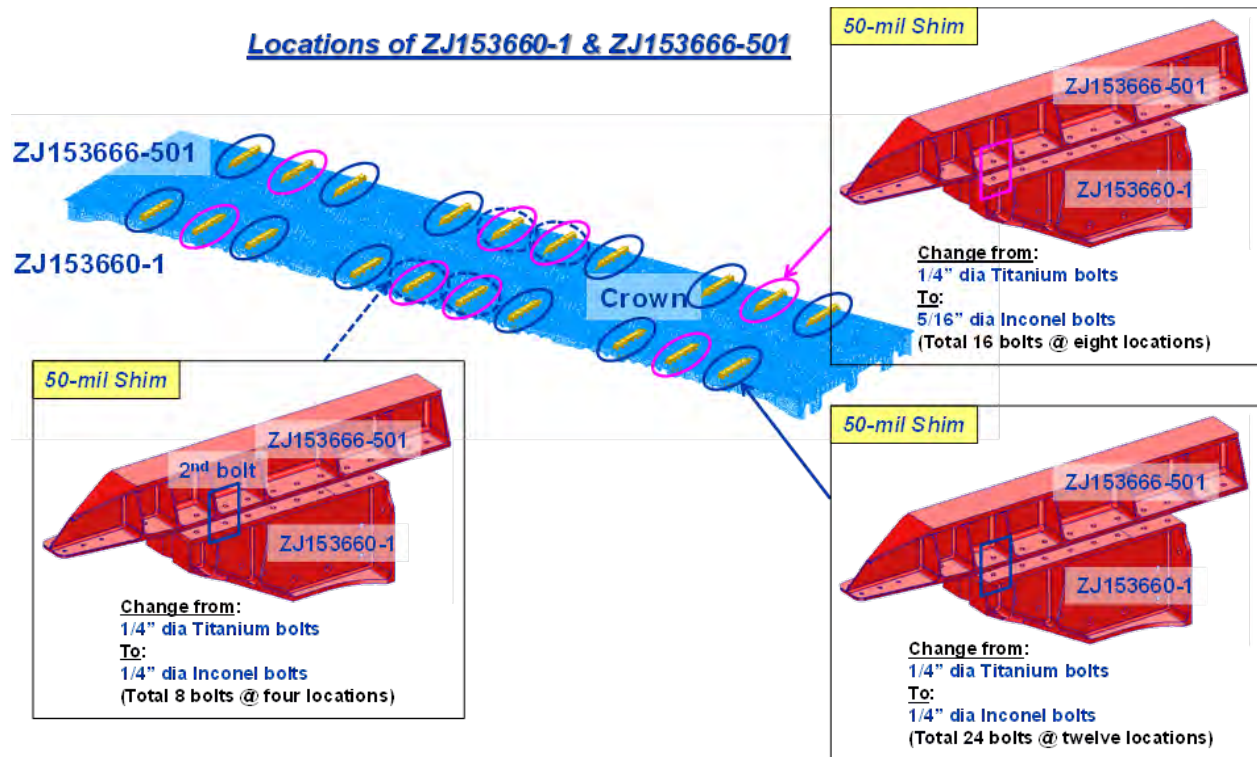 Locations of ZJ153660-1 & ZJ153666-501
ZJ153666-501
ZJ153660-1
Crown
50-mil Shim
ZJ153666-501
ZJ153660-1
Change from:
1/4” dia Titanium bolts
To:
5/16” dia Inconel bolts
(Total 16 bolts @ eight locations)
50-mil Shim
ZJ153666-501
2nd bolt
ZJ153660-1
Change from:
1/4” dia Titanium bolts
To:
1/4” dia Inconel bolts
(Total 8 bolts @ four locations)
50-mil Shim
ZJ153666-501
ZJ153660-1
Change from:
1/4” dia Titanium bolts
To:
1/4” dia Inconel bolts
(Total 24 bolts @ twelve locations)